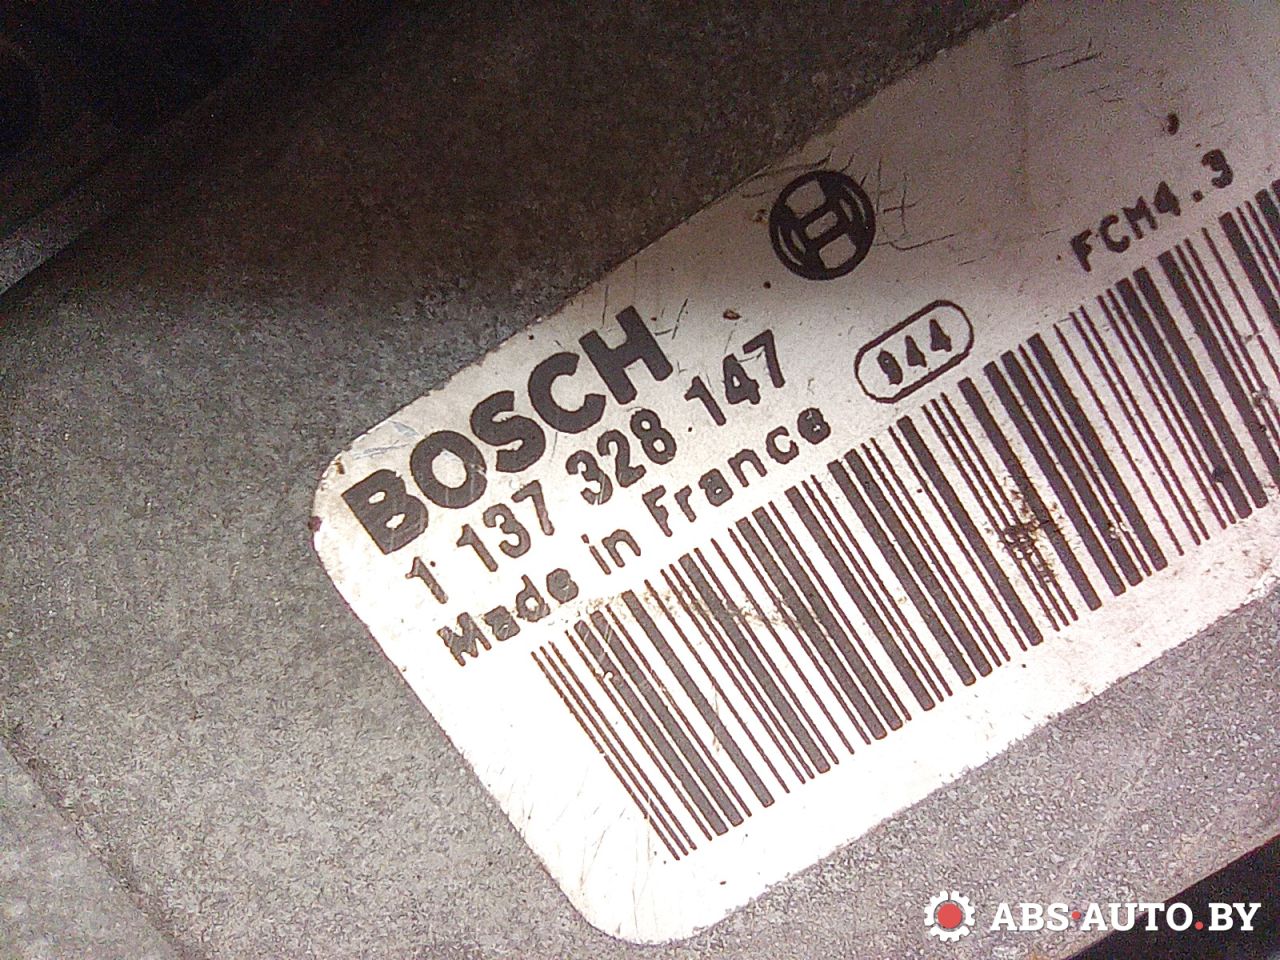 BOSCH
1 137 328 147
Made in France
944
FCM4.3
ABS-AUTO.BY